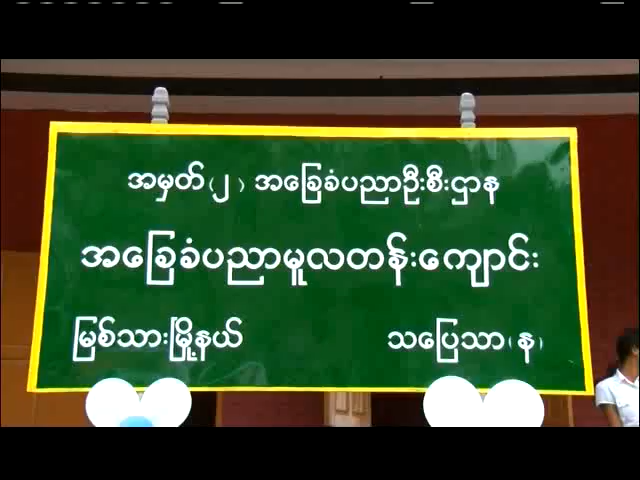 အမှတ်(၂) အခြေခံပညာဦးစီးဌာန
အခြေခံပညာမူလတန်းကျောင်း
မြစ်သားမြို့နယ် သပြေသာ(န)